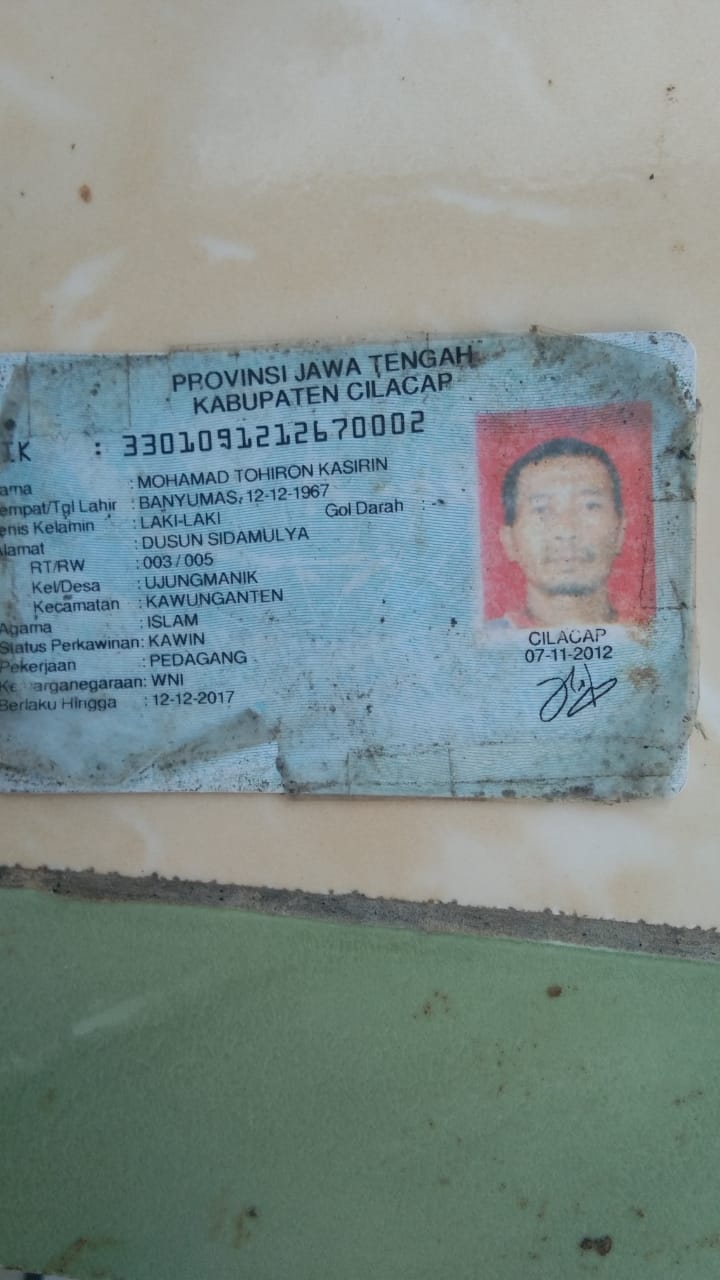 PROVINSI JAWA TENGAH
KABUPATEN CILACAP
IK : 3301091212670002
ama : MOHAMAD TOHIRON KASIRIN
empat/Tgl Lahir : BANYUMAS, 12-12-1967
enis Kelamin : LAKI-LAKI Gol Darah : -
lamat : DUSUN SIDAMULYA
RT/RW : 003 / 005
Kel/Desa : UJUNGMANIK
Kecamatan : KAWUNGANTEN
Agama : ISLAM
Status Perkawinan: KAWIN
Pekerjaan : PEDAGANG
arganegaraan: WNI
Berlaku Hingga : 12-12-2017
CILACAP
07-11-2012